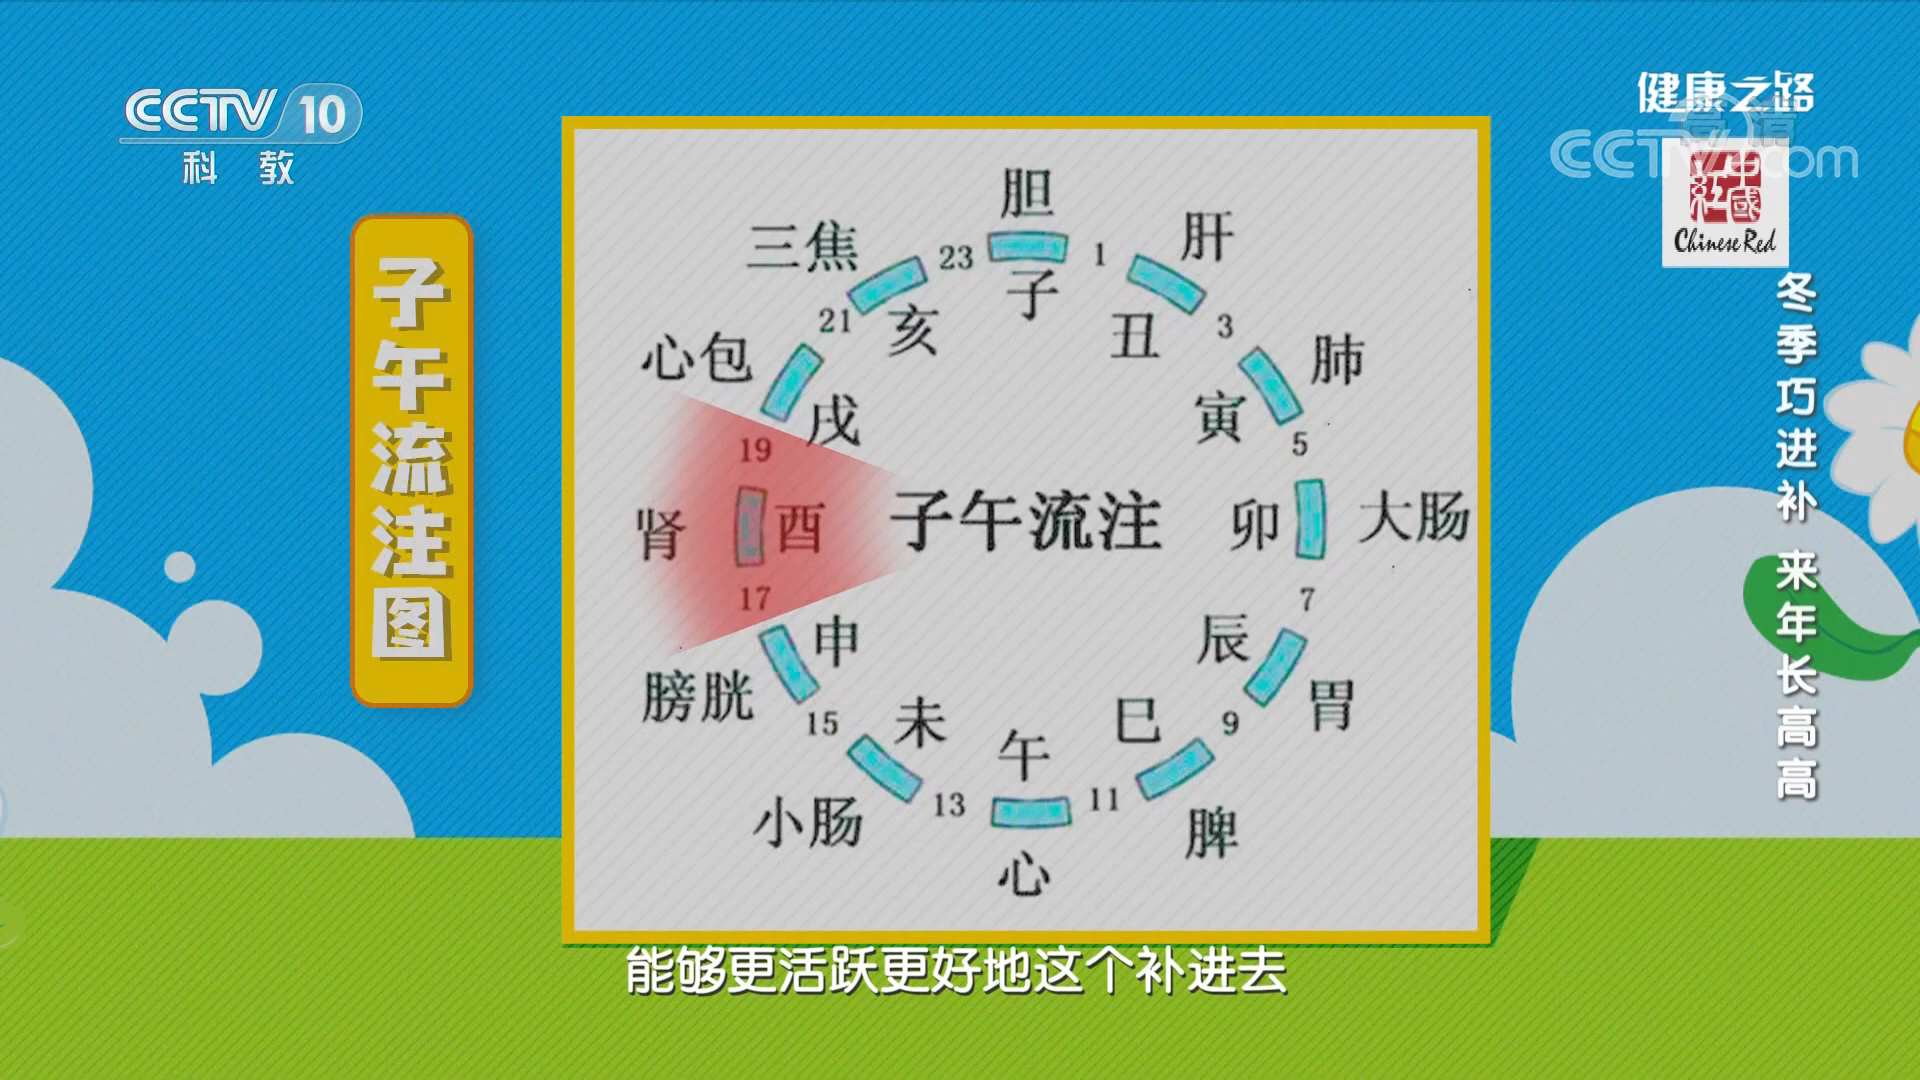 CCTV 10
科 教
健康之路
高清
CCTV.com
红中國
Chinese Red
子午流注图
冬季巧进补 来年长高高
胆
子
23
1
肝
丑
3
肺
寅
5
大肠
卯
7
胃
辰
9
脾
巳
11
心
午
13
小肠
未
15
膀胱
申
17
肾
酉
19
心包
戌
21
三焦
亥
子午流注
能够更活跃更好地这个补进去